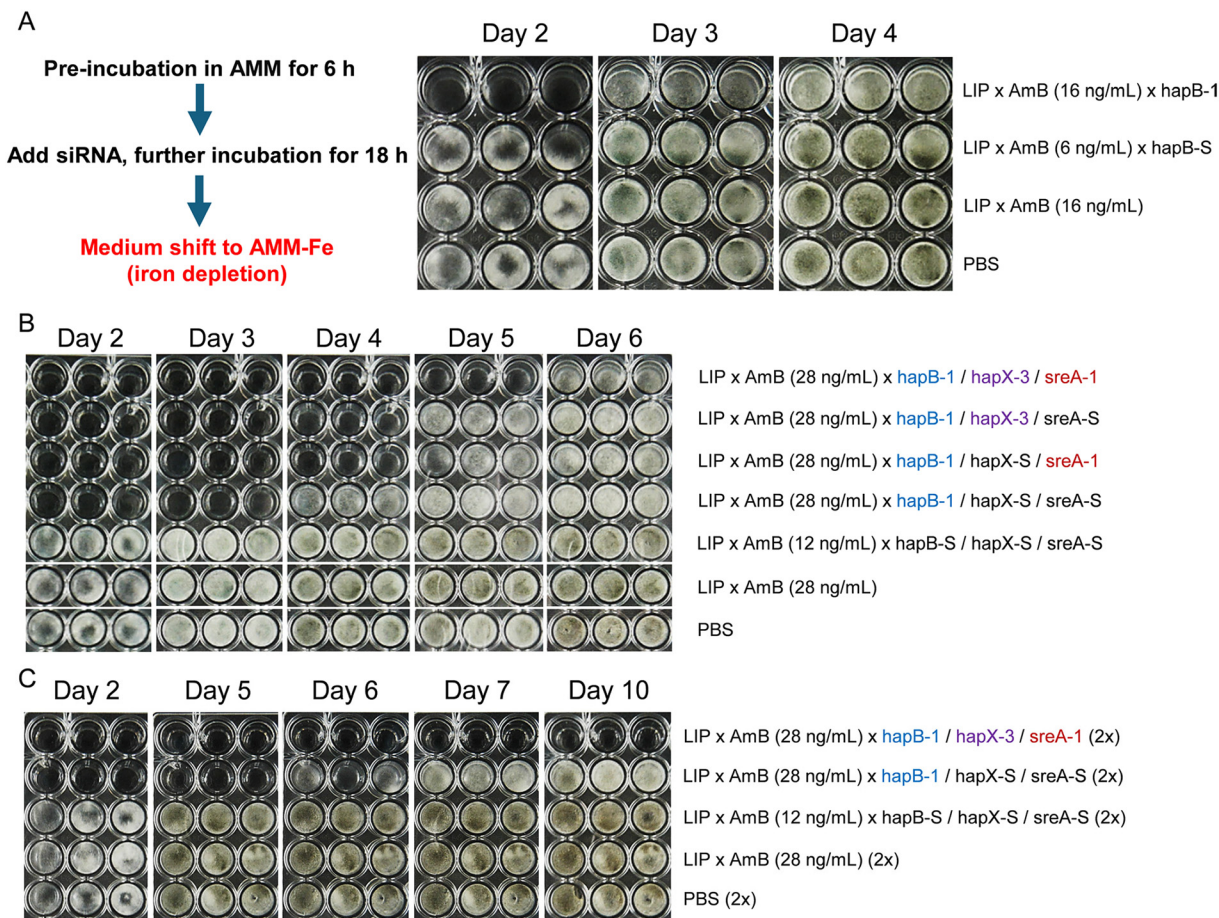 A
Pre-incubation in AMM for 6 h
Add siRNA, further incubation for 18 h
Medium shift to AMM-Fe
(iron depletion)
Day 2 Day 3 Day 4
LIP x AmB (16 ng/mL) x hapB-1
LIP x AmB (6 ng/mL) x hapB-S
LIP x AmB (16 ng/mL)
PBS
B
Day 2 Day 3 Day 4 Day 5 Day 6
LIP x AmB (28 ng/mL) x hapB-1 / hapX-3 / sreA-1
LIP x AmB (28 ng/mL) x hapB-1 / hapX-3 / sreA-S
LIP x AmB (28 ng/mL) x hapB-1 / hapX-S / sreA-1
LIP x AmB (28 ng/mL) x hapB-1 / hapX-S / sreA-S
LIP x AmB (12 ng/mL) x hapB-S / hapX-S / sreA-S
LIP x AmB (28 ng/mL)
PBS
C
Day 2 Day 5 Day 6 Day 7 Day 10
LIP x AmB (28 ng/mL) x hapB-1 / hapX-3 / sreA-1 (2x)
LIP x AmB (28 ng/mL) x hapB-1 / hapX-S / sreA-S (2x)
LIP x AmB (12 ng/mL) x hapB-S / hapX-S / sreA-S (2x)
LIP x AmB (28 ng/mL) (2x)
PBS (2x)